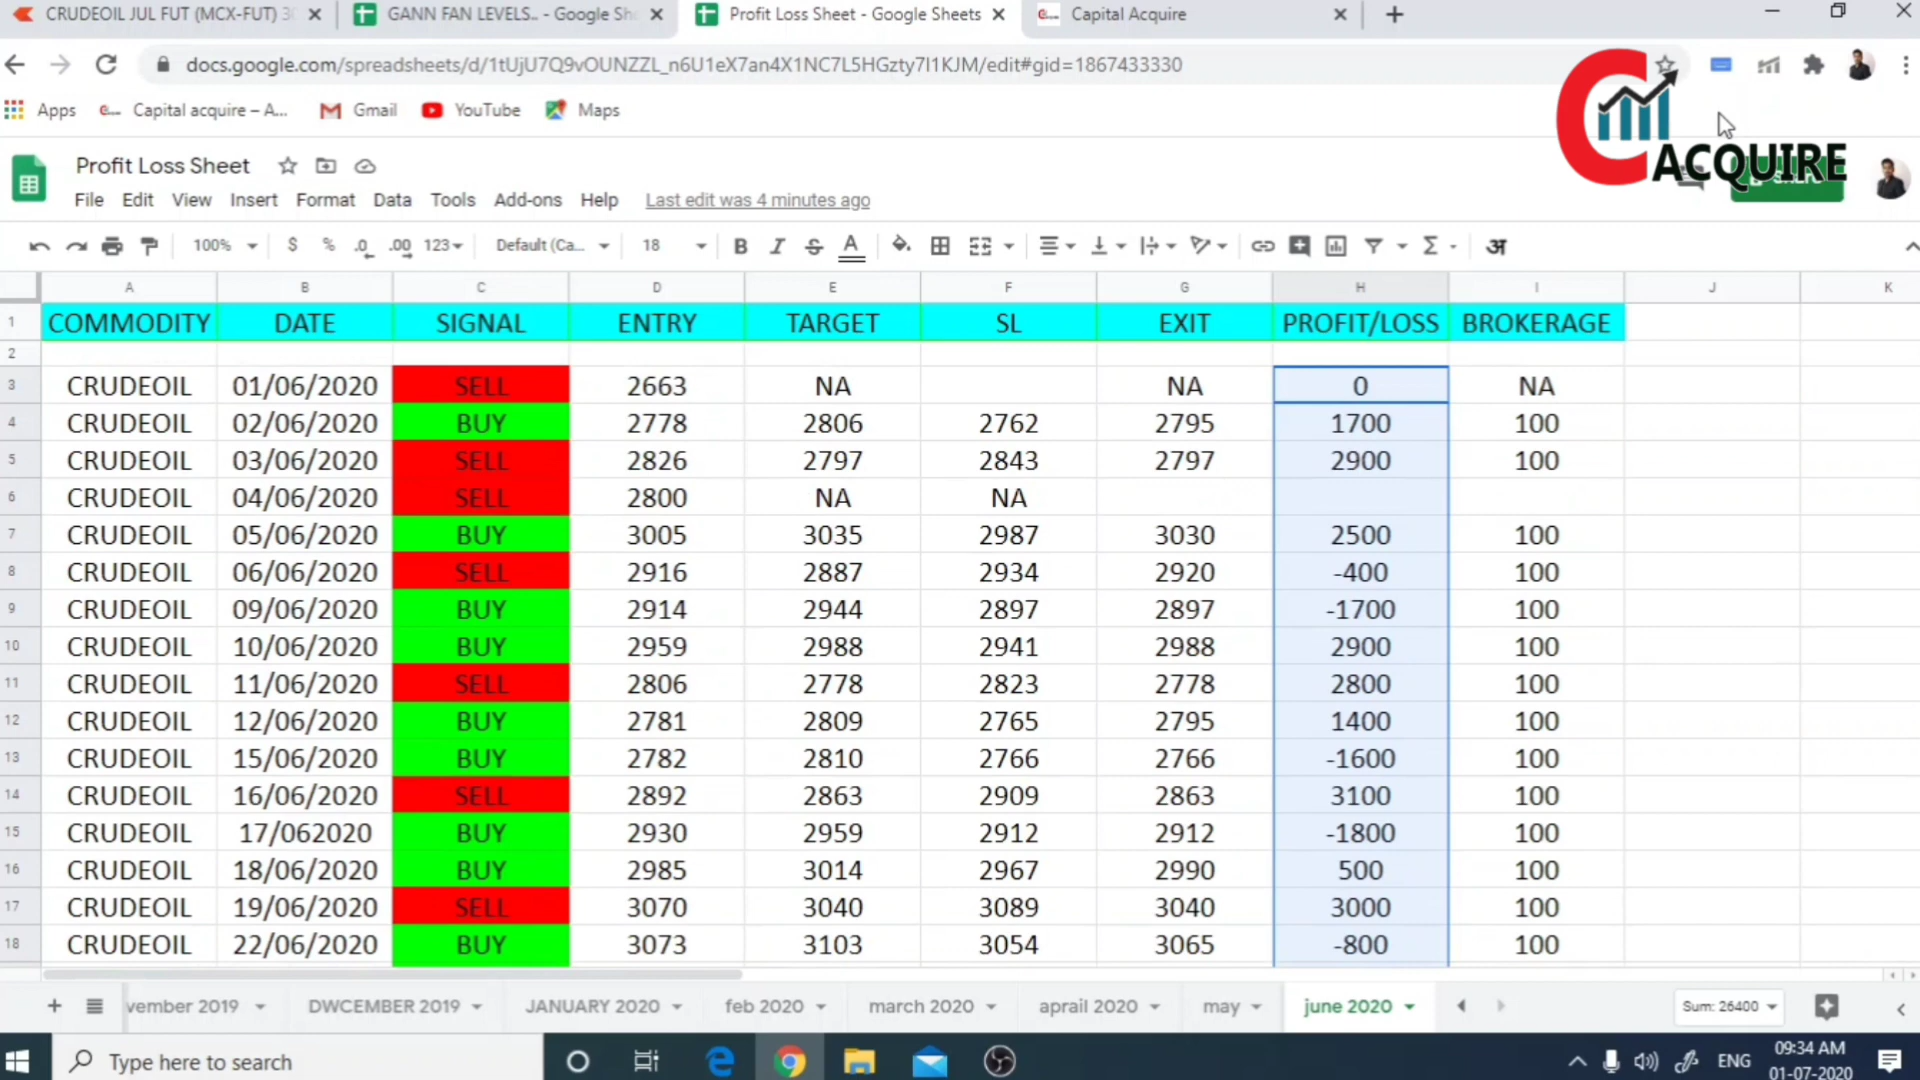 CRUDEOIL JUL FUT (MCX-FUT) 30
GANN FAN LEVELS.. - Google She
Profit Loss Sheet - Google Sheets
Capital Acquire
docs.google.com/spreadsheets/d/1tUjU7Q9vOUNZZL_n6U1eX7an4X1NC7L5HGzty7l1KJM/edit#gid=1867433330
Apps Capital acquire – A... Gmail YouTube Maps
ACQUIRE
Profit Loss Sheet
File Edit View Insert Format Data Tools Add-ons Help Last edit was 4 minutes ago
100% $ % .0 .00 123 Default (Ca... 18 B I S A Σ अ
A B C D E F G H I J K
1 COMMODITY DATE SIGNAL ENTRY TARGET SL EXIT PROFIT/LOSS BROKERAGE
2
3 CRUDEOIL 01/06/2020 SELL 2663 NA NA 0 NA
4 CRUDEOIL 02/06/2020 BUY 2778 2806 2762 2795 1700 100
5 CRUDEOIL 03/06/2020 SELL 2826 2797 2843 2797 2900 100
6 CRUDEOIL 04/06/2020 SELL 2800 NA NA
7 CRUDEOIL 05/06/2020 BUY 3005 3035 2987 3030 2500 100
8 CRUDEOIL 06/06/2020 SELL 2916 2887 2934 2920 -400 100
9 CRUDEOIL 09/06/2020 BUY 2914 2944 2897 2897 -1700 100
10 CRUDEOIL 10/06/2020 BUY 2959 2988 2941 2988 2900 100
11 CRUDEOIL 11/06/2020 SELL 2806 2778 2823 2778 2800 100
12 CRUDEOIL 12/06/2020 BUY 2781 2809 2765 2795 1400 100
13 CRUDEOIL 15/06/2020 BUY 2782 2810 2766 2766 -1600 100
14 CRUDEOIL 16/06/2020 SELL 2892 2863 2909 2863 3100 100
15 CRUDEOIL 17/062020 BUY 2930 2959 2912 2912 -1800 100
16 CRUDEOIL 18/06/2020 BUY 2985 3014 2967 2990 500 100
17 CRUDEOIL 19/06/2020 SELL 3070 3040 3089 3040 3000 100
18 CRUDEOIL 22/06/2020 BUY 3073 3103 3054 3065 -800 100
vember 2019 DWCEMBER 2019 JANUARY 2020 feb 2020 march 2020 aprail 2020 may june 2020 Sum: 26400
Type here to search
ENG
09:34 AM
01-07-2020